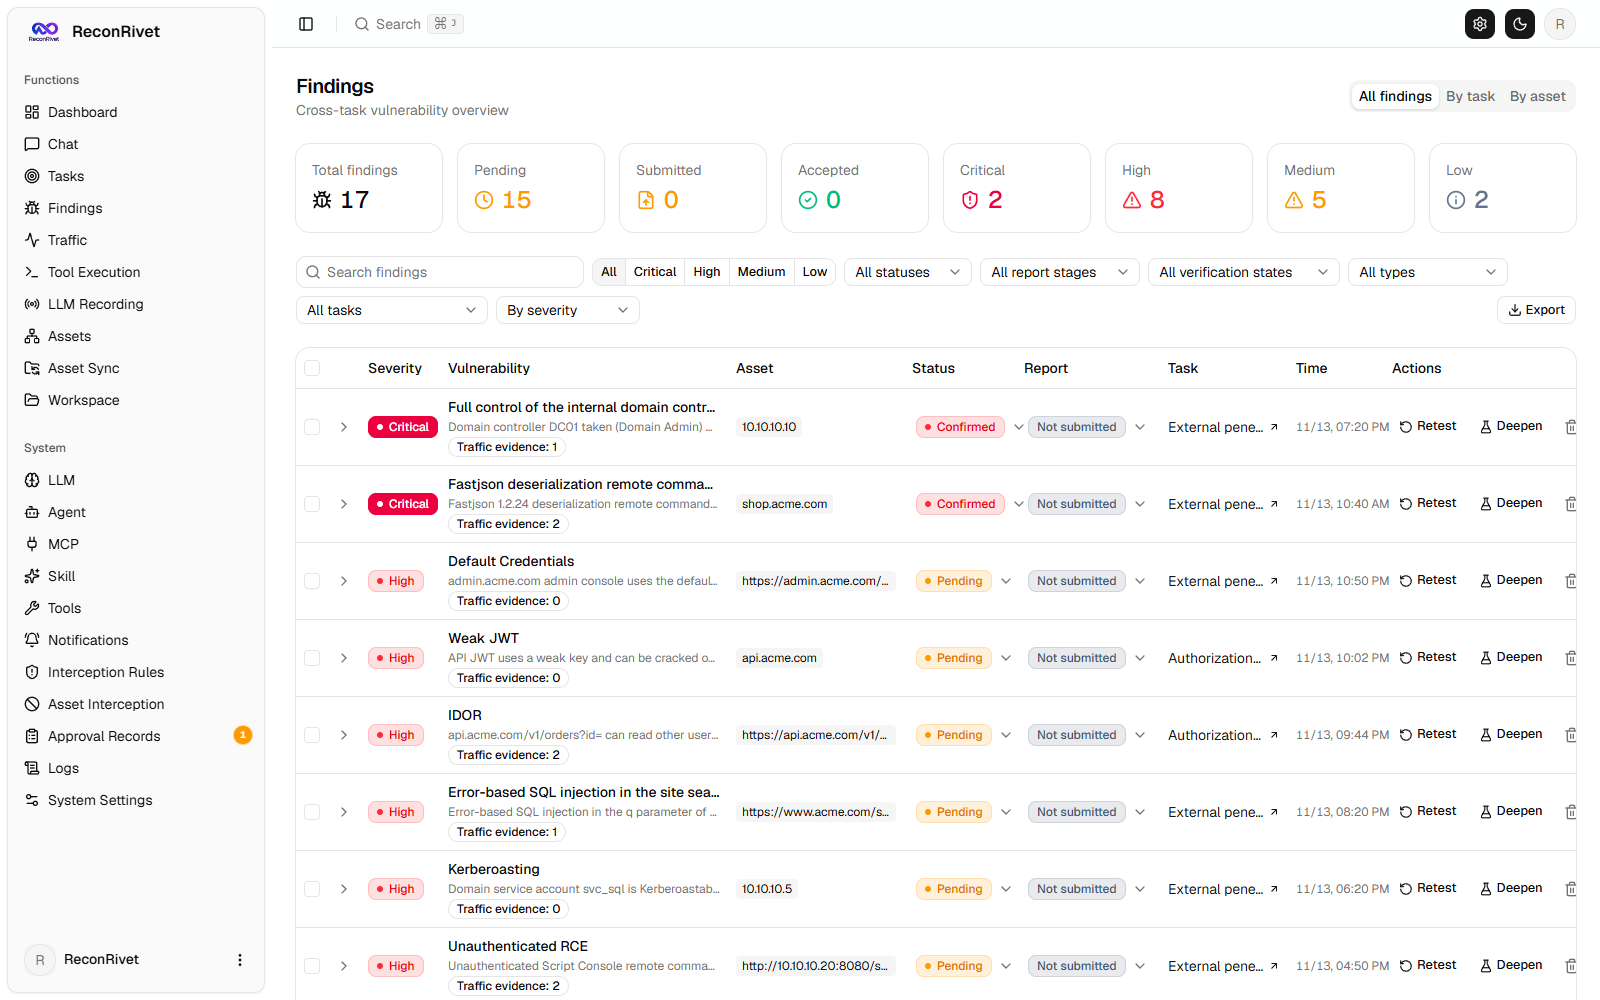 ReconRivet
ReconRivet
Functions
Dashboard
Chat
Tasks
Findings
Traffic
Tool Execution
LLM Recording
Assets
Asset Sync
Workspace
System
LLM
Agent
MCP
Skill
Tools
Notifications
Interception Rules
Asset Interception
Approval Records 1
Logs
System Settings
R ReconRivet
Search ⌘ J
R
Findings
Cross-task vulnerability overview
All findings By task By asset
Total findings
17
Pending
15
Submitted
0
Accepted
0
Critical
2
High
8
Medium
5
Low
2
Search findings
All Critical High Medium Low
All statuses
All report stages
All verification states
All types
All tasks
By severity
Export
Severity Vulnerability Asset Status Report Task Time Actions
Full control of the internal domain contr...
Critical Domain controller DC01 taken (Domain Admin) ... 10.10.10.10 Confirmed Not submitted External pene... 11/13, 07:20 PM Retest Deepen
Traffic evidence: 1
Fastjson deserialization remote comma...
Critical Fastjson 1.2.24 deserialization remote command... shop.acme.com Confirmed Not submitted External pene... 11/13, 10:40 AM Retest Deepen
Traffic evidence: 2
Default Credentials
High admin.acme.com admin console uses the defaul... https://admin.acme.com/... Pending Not submitted External pene... 11/13, 10:50 PM Retest Deepen
Traffic evidence: 0
Weak JWT
High API JWT uses a weak key and can be cracked o... api.acme.com Pending Not submitted Authorization... 11/13, 10:02 PM Retest Deepen
Traffic evidence: 0
IDOR
High api.acme.com/v1/orders?id= can read other user... https://api.acme.com/v1/... Pending Not submitted Authorization... 11/13, 09:44 PM Retest Deepen
Traffic evidence: 2
Error-based SQL injection in the site sea...
High Error-based SQL injection in the q parameter of ... https://www.acme.com/s... Pending Not submitted External pene... 11/13, 08:20 PM Retest Deepen
Traffic evidence: 1
Kerberoasting
High Domain service account svc_sql is Kerberoastab... 10.10.10.5 Pending Not submitted External pene... 11/13, 06:20 PM Retest Deepen
Traffic evidence: 0
Unauthenticated RCE
High Unauthenticated Script Console remote comma... http://10.10.10.20:8080/s... Pending Not submitted External pene... 11/13, 04:50 PM Retest Deepen
Traffic evidence: 2